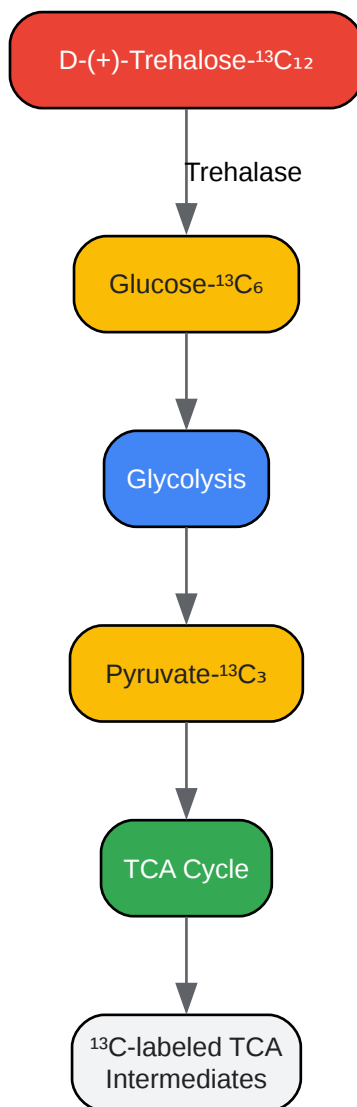 D-(+)-Trehalose-¹³C₁₂
Trehalase
Glucose-¹³C₆
Glycolysis
Pyruvate-¹³C₃
TCA Cycle
¹³C-labeled TCA
Intermediates